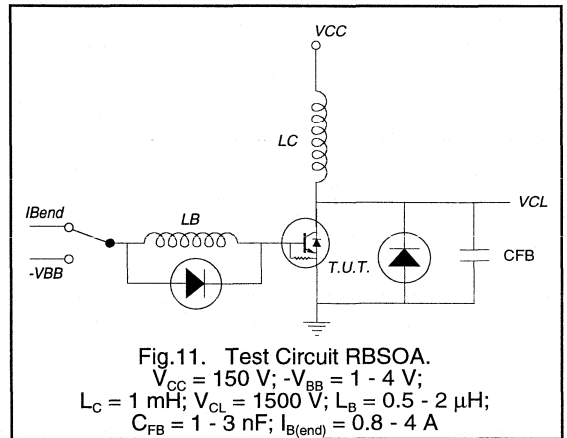 VCC
LC
IBend
LB
VCL
-VBB
T.U.T.
CFB
Fig.11. Test Circuit RBSOA.
VCC = 150 V; -VBB = 1 - 4 V;
LC = 1 mH; VCL = 1500 V; LB = 0.5 - 2 μH;
CFB = 1 - 3 nF; IB(end) = 0.8 - 4 A